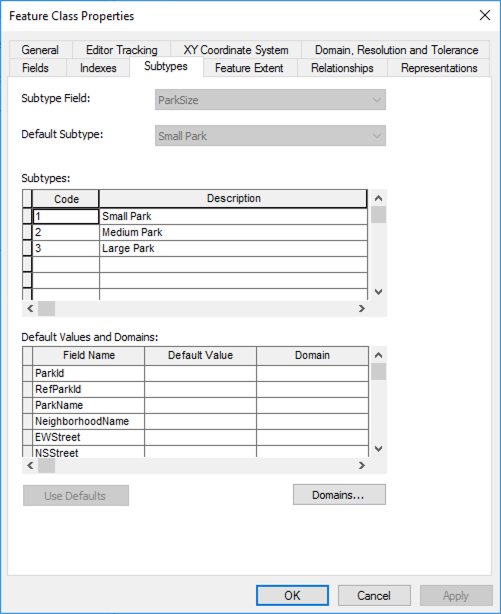 Feature Class Properties
General Editor Tracking XY Coordinate System Domain, Resolution and Tolerance
Fields Indexes Subtypes Feature Extent Relationships Representations
Subtype Field: ParkSize
Default Subtype: Small Park
Subtypes:
Code Description
1 Small Park
2 Medium Park
3 Large Park
Default Values and Domains:
Field Name Default Value Domain
ParkId
RefParkId
ParkName
NeighborhoodName
EWStreet
NSStreet
Use Defaults Domains...
OK Cancel Apply